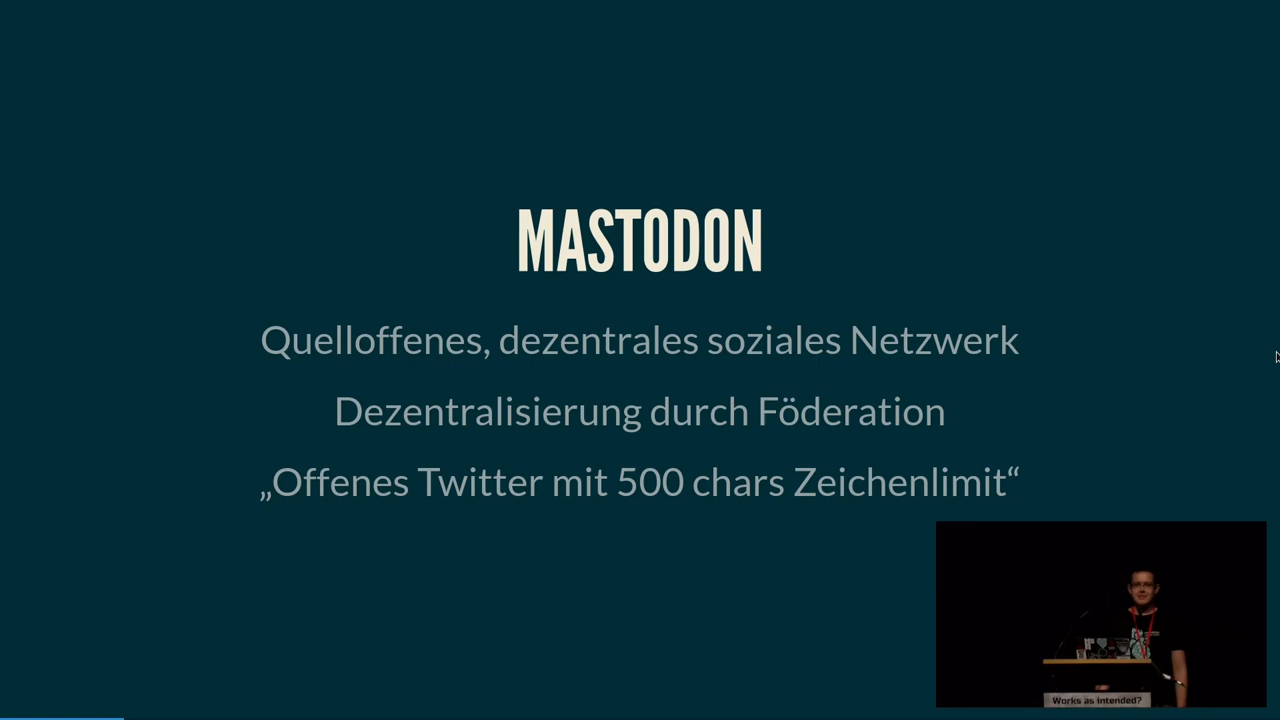 MASTODON
Quelloffenes, dezentrales soziales Netzwerk
Dezentralisierung durch Föderation
„Offenes Twitter mit 500 chars Zeichenlimit“
Works as intended?